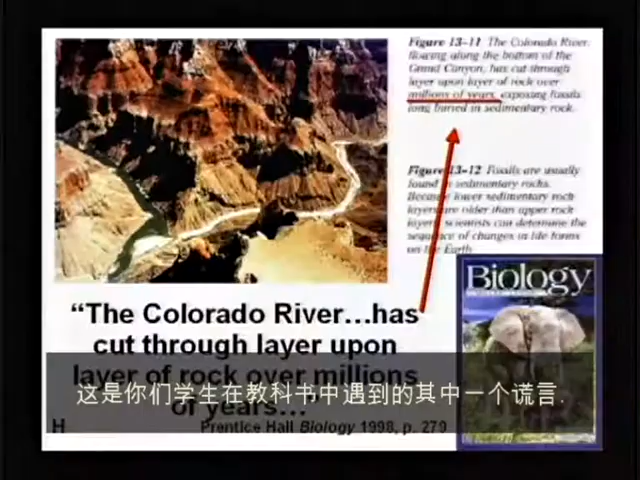 Figure 13–11 The Colorado River,
flowing along the bottom of the
Grand Canyon, has cut through
layer upon layer of rock over
millions of years, exposing fossils
long buried in sedimentary rock.
Figure 13–12 Fossils are usually
found in sedimentary rocks.
Because lower sedimentary rock
layers are older than upper rock
layers, scientists can determine the
sequence of changes in life forms
on the Earth
Biology
“The Colorado River…has
cut through layer upon
layer of rock over millions
of years…”
这是你们学生在教科书中遇到的其中一个谎言.
H
Prentice Hall Biology 1998, p. 279